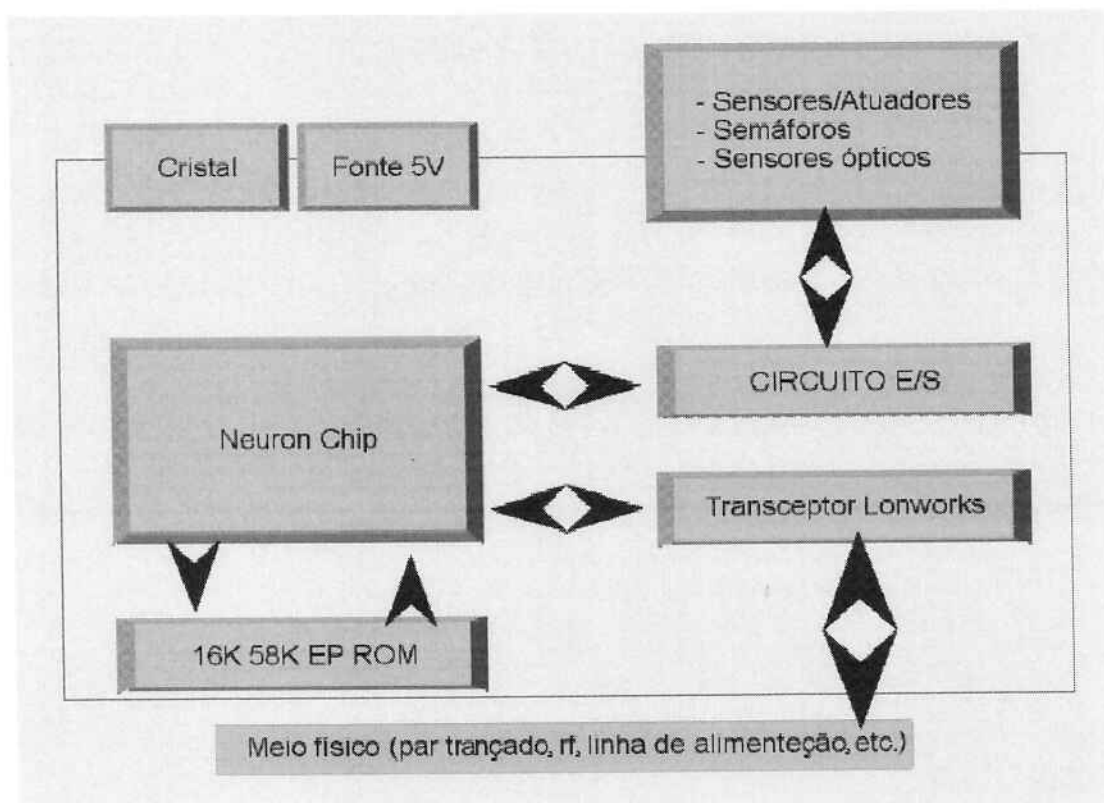 Cristal
Fonte 5V
- Sensores/Atuadores
- Semáforos
- Sensores ópticos
Neuron Chip
CIRCUITO E/S
Transceptor Lonworks
16K 58K EP ROM
Meio físico (par trançado, rf, linha de alimenteção, etc.)